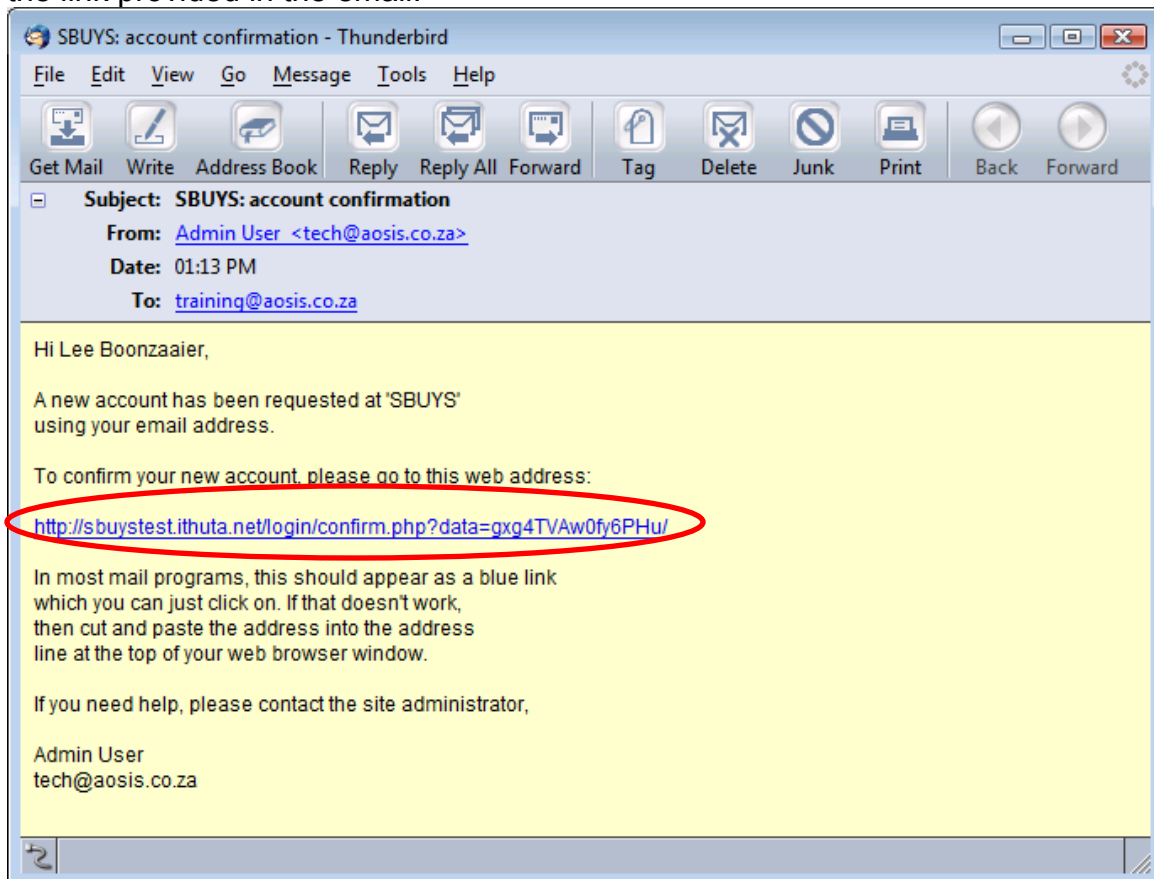 the link provided in the email.
SBUYS: account confirmation - Thunderbird
File Edit View Go Message Tools Help
Get Mail Write Address Book Reply Reply All Forward Tag Delete Junk Print Back Forward
Subject: SBUYS: account confirmation
From: Admin User <tech@aosis.co.za>
Date: 01:13 PM
To: training@aosis.co.za
Hi Lee Boonzaaier,
A new account has been requested at 'SBUYS'
using your email address.
To confirm your new account, please go to this web address:
http://sbuystest.ithuta.net/login/confirm.php?data=gxg4TVAw0fy6PHu/
In most mail programs, this should appear as a blue link
which you can just click on. If that doesn't work,
then cut and paste the address into the address
line at the top of your web browser window.
If you need help, please contact the site administrator,
Admin User
tech@aosis.co.za